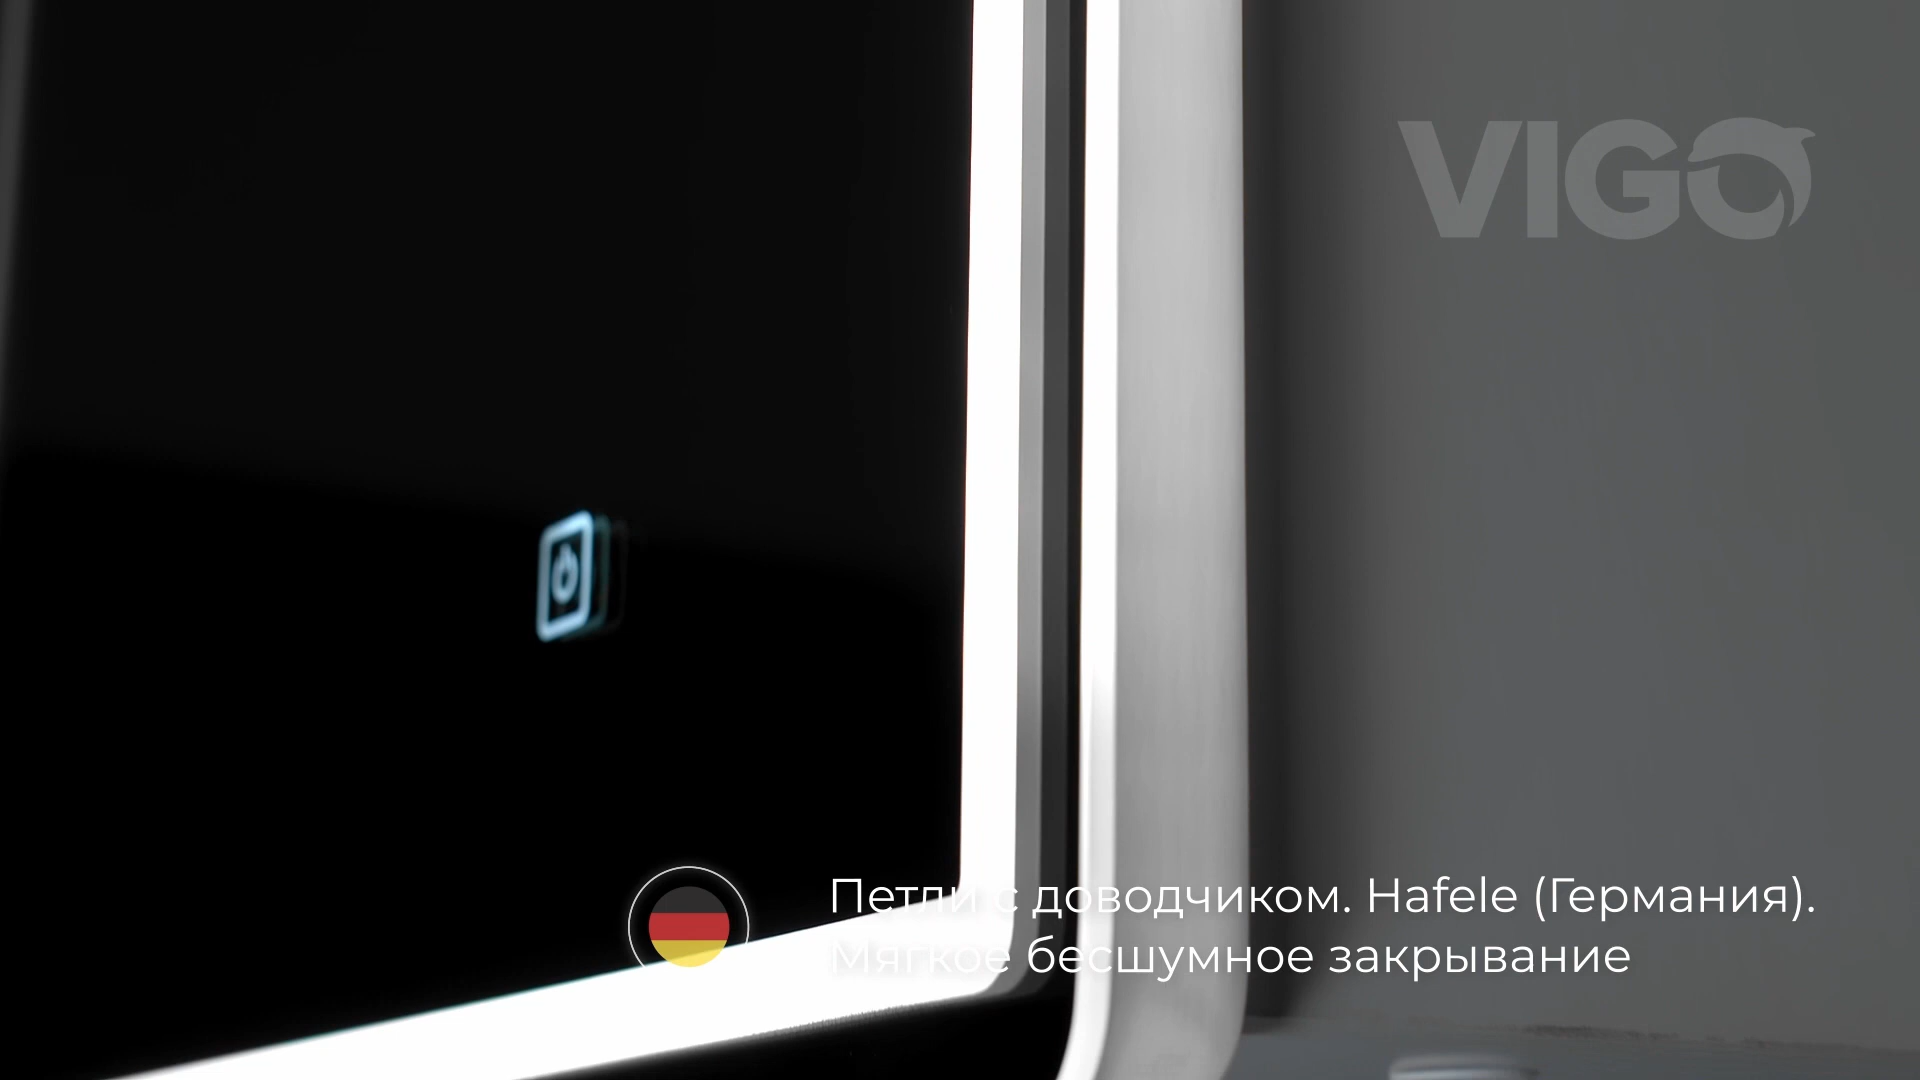 VIGO
Петли с доводчиком. Hafele (Германия).
Мягкое бесшумное закрывание